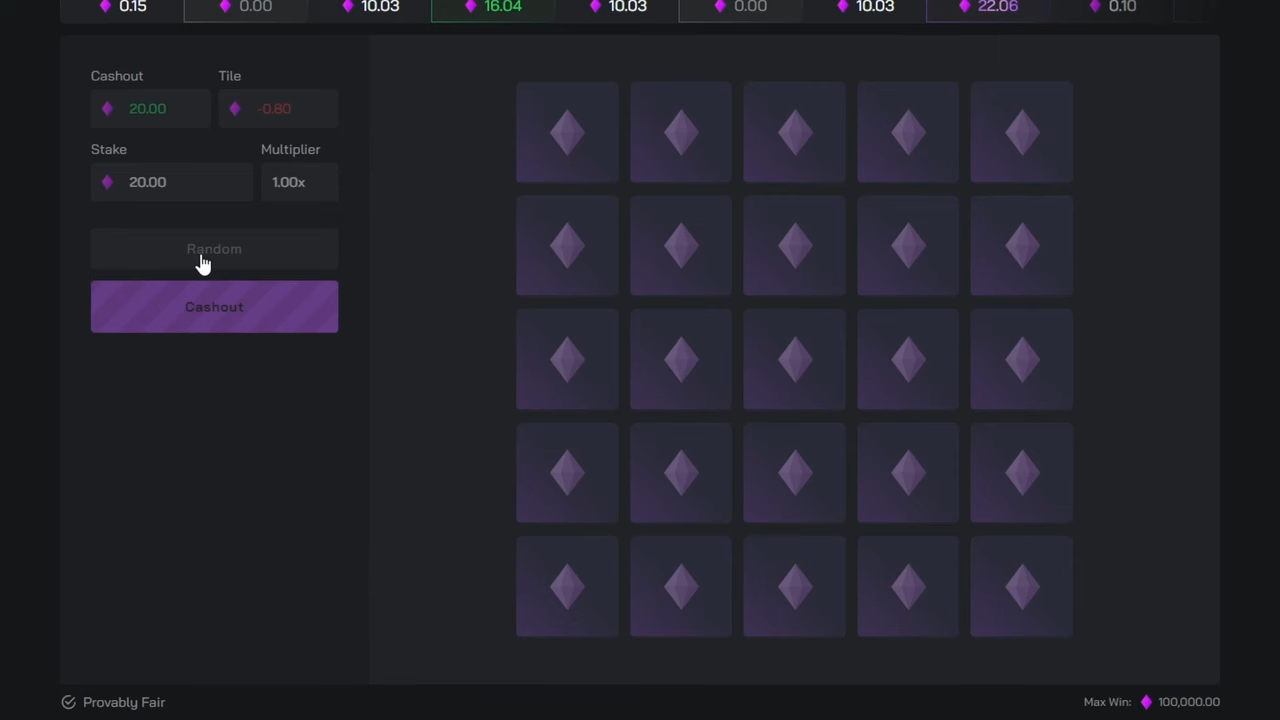 0.15 0.00 10.03 16.04 10.03 0.00 10.03 22.06 0.10
Cashout Tile
20.00 -0.80
Stake Multiplier
20.00 1.00x
Random
Cashout
Provably Fair Max Win: 100,000.00